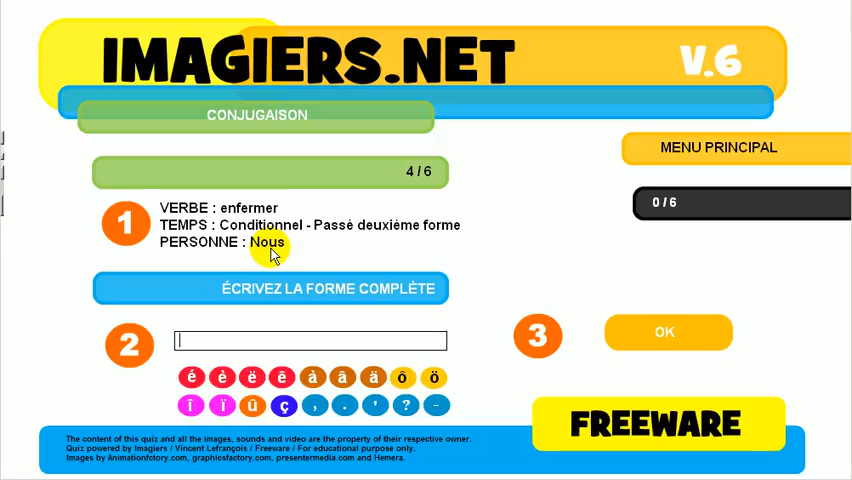 IMAGIERS.NET
V.6
CONJUGAISON
MENU PRINCIPAL
4 / 6
0 / 6
1
VERBE : enfermer
TEMPS : Conditionnel - Passé deuxième forme
PERSONNE : Nous
ÉCRIVEZ LA FORME COMPLÈTE
2
3
OK
é è ë ê à â ä ô ö
î ï û ç , . ' ? -
FREEWARE
The content of this quiz and all the images, sounds and video are the property of their respective owner.
Quiz powered by Imagiers / Vincent Lefrançois / Freeware / For educational purpose only.
Images by Animationfctory.com, graphicsfactory.com, presentermedia.com and Hemera.